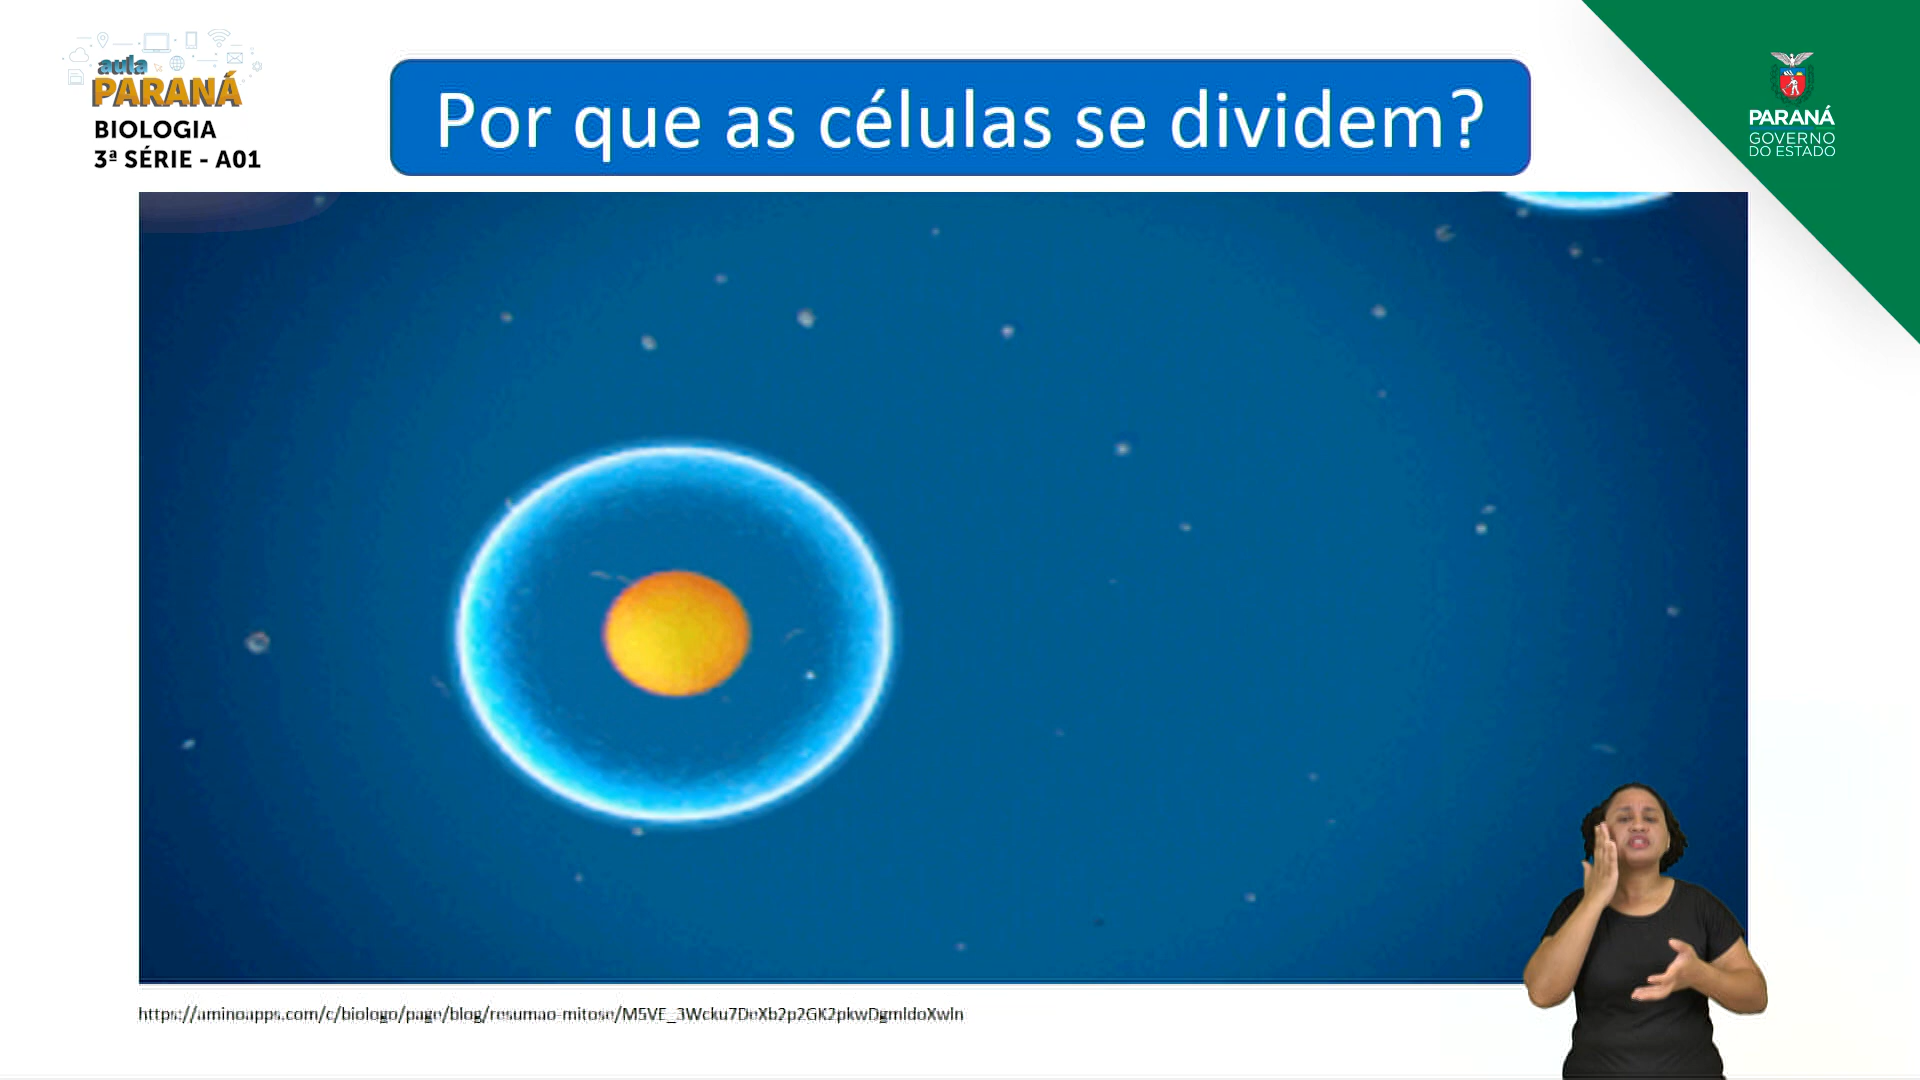 aula
PARANÁ
BIOLOGIA
3ª SÉRIE - A01
Por que as células se dividem?
PARANÁ
GOVERNO
DO ESTADO
https://aminoapps.com/c/biologo/page/blog/resumao-mitose/M5VE_3Wcku7DeXb2p2GK2pkwDgmldoXwln